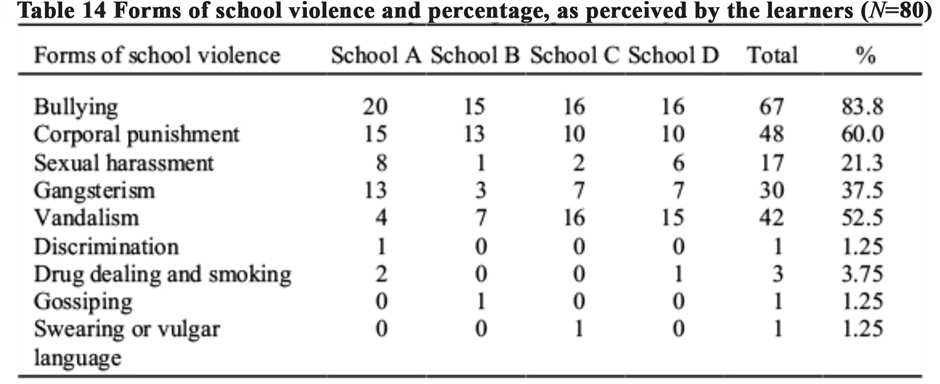 Table 14 Forms of school violence and percentage, as perceived by the learners (N=80)
Forms of school violence School A School B School C School D Total %
Bullying 20 15 16 16 67 83.8
Corporal punishment 15 13 10 10 48 60.0
Sexual harassment 8 1 2 6 17 21.3
Gangsterism 13 3 7 7 30 37.5
Vandalism 4 7 16 15 42 52.5
Discrimination 1 0 0 0 1 1.25
Drug dealing and smoking 2 0 0 1 3 3.75
Gossiping 0 1 0 0 1 1.25
Swearing or vulgar 0 0 1 0 1 1.25
language